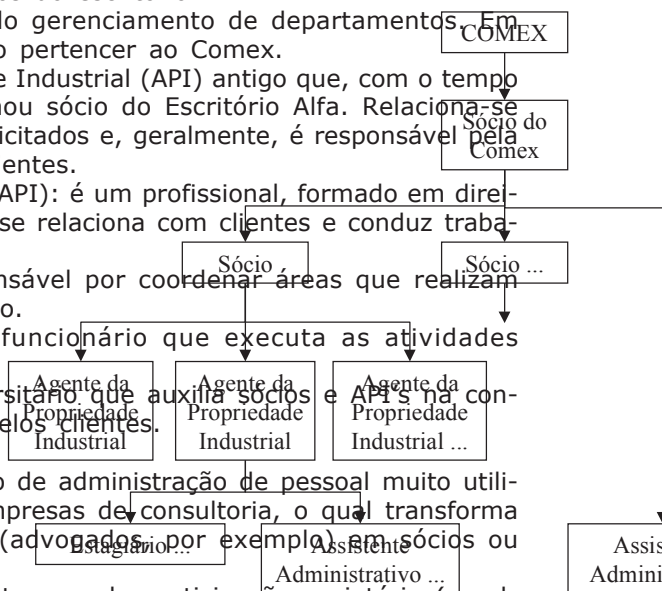 do gerenciamento de departamentos. Em
COMEX
o pertencer ao Comex.
e Industrial (API) antigo que, com o tempo
nou sócio do Escritório Alfa. Relaciona-se
Sócio do
Comex
icitados e, geralmente, é responsável pela
entes.
API): é um profissional, formado em direi-
se relaciona com clientes e conduz traba-
Sócio
Sócio ...
nsável por coordenar áreas que realizam
o.
funcionário que executa as atividades
Agente da
Propriedade
Industrial
Agente da
Propriedade
Industrial
Agente da
Propriedade
Industrial ...
rsitário que auxilia sócios e API's na con-
elos clientes.
o de administração de pessoal muito utili-
mpresas de consultoria, o qual transforma
(advogados, por exemplo) em sócios ou
Estagiário ...
Assistente
Administrativo ...
Assis
Admini